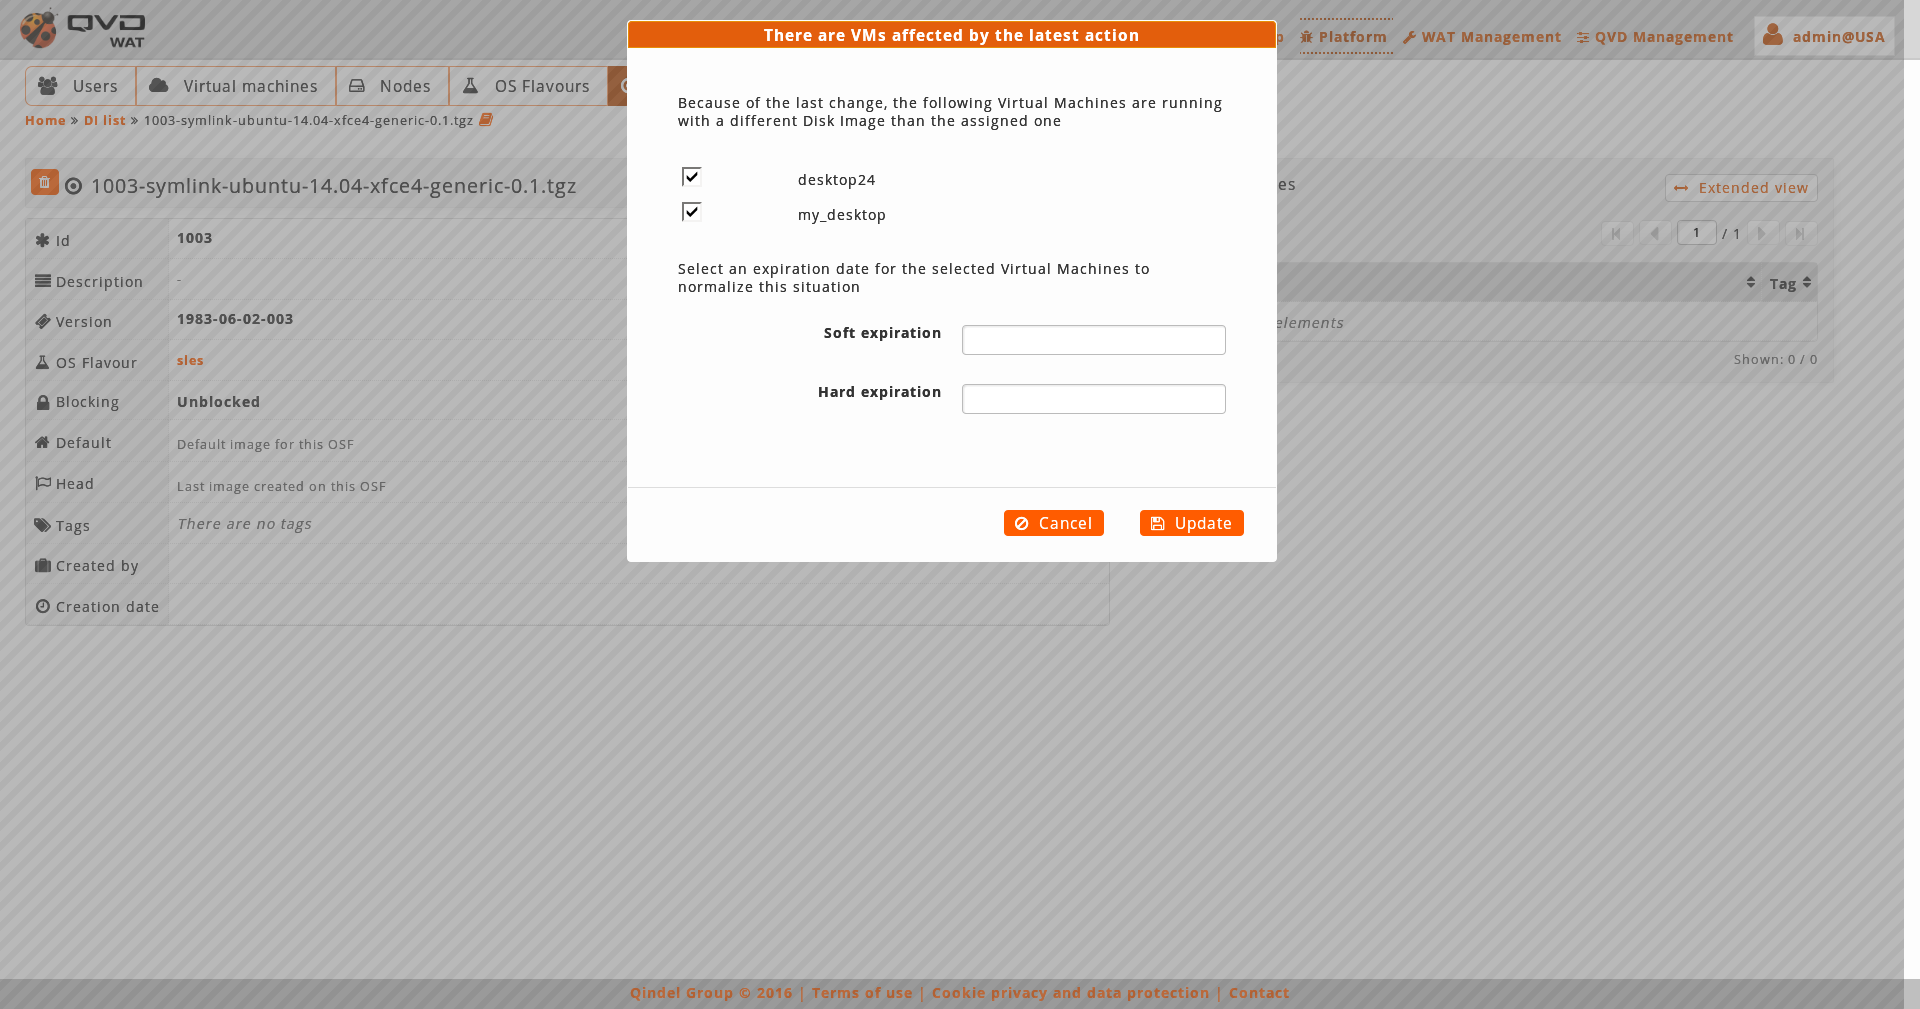 QVD
WAT
Platform
WAT Management
QVD Management
admin@USA
Users
Virtual machines
Nodes
OS Flavours
Home » DI list » 1003-symlink-ubuntu-14.04-xfce4-generic-0.1.tgz
1003-symlink-ubuntu-14.04-xfce4-generic-0.1.tgz
Id 1003
Description -
Version 1983-06-02-003
OS Flavour sles
Blocking Unblocked
Default Default image for this OSF
Head Last image created on this OSF
Tags There are no tags
Created by
Creation date
There are VMs affected by the latest action
Because of the last change, the following Virtual Machines are running
with a different Disk Image than the assigned one
desktop24
my_desktop
Select an expiration date for the selected Virtual Machines to
normalize this situation
Soft expiration
Hard expiration
Cancel
Update
Extended view
1 / 1
Tag
elements
Shown: 0 / 0
Qindel Group © 2016 | Terms of use | Cookie privacy and data protection | Contact